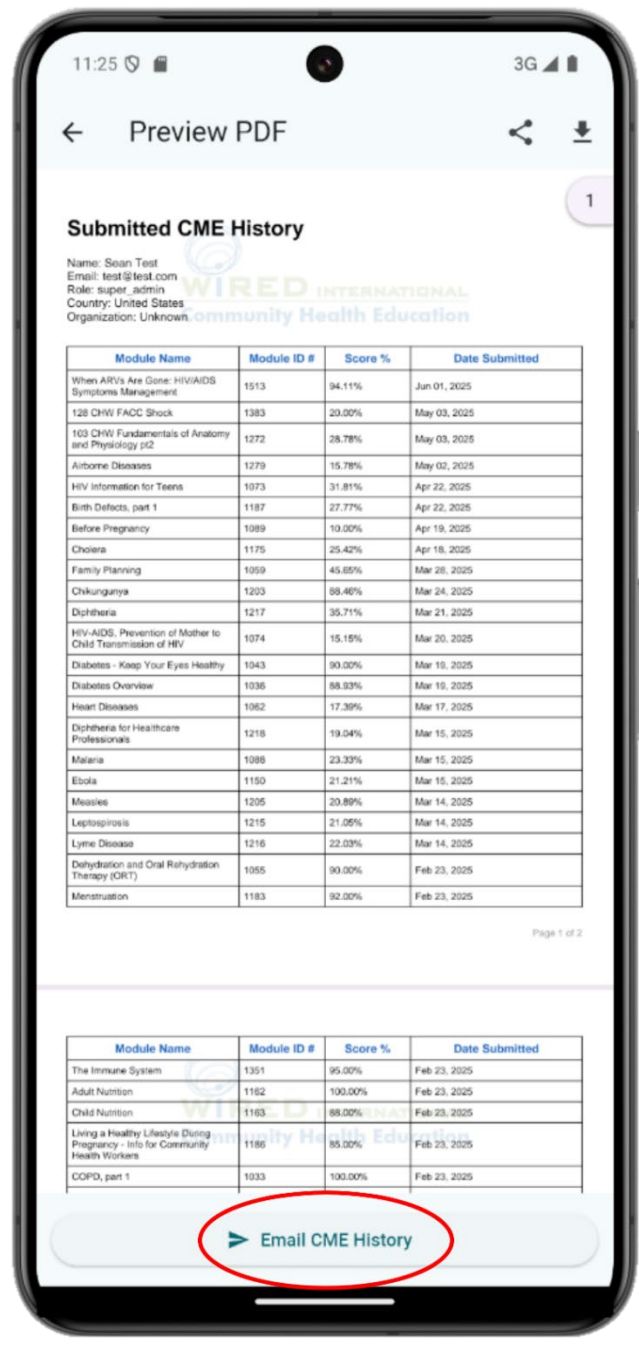 11:25 3G
Preview PDF
1
Submitted CME History
Name: Sean Test
Email: test@test.com
Role: super_admin
Country: United States
Organization: Unknown
WIRED INTERNATIONAL
Community Health Education
Module Name Module ID # Score % Date Submitted
When ARVs Are Gone: HIV/AIDS
Symptoms Management 1513 94.11% Jun 01, 2025
128 CHW FACC Shock 1383 20.00% May 03, 2025
103 CHW Fundamentals of Anatomy
and Physiology pt2 1272 28.78% May 03, 2025
Airborne Diseases 1279 15.78% May 02, 2025
HIV Information for Teens 1073 31.81% Apr 22, 2025
Birth Defects, part 1 1187 27.77% Apr 22, 2025
Before Pregnancy 1089 10.00% Apr 19, 2025
Cholera 1175 25.42% Apr 18, 2025
Family Planning 1059 45.65% Mar 28, 2025
Chikungunya 1203 88.46% Mar 24, 2025
Diphtheria 1217 35.71% Mar 21, 2025
HIV-AIDS, Prevention of Mother to
Child Transmission of HIV 1074 15.15% Mar 20, 2025
Diabetes - Keep Your Eyes Healthy 1043 90.00% Mar 19, 2025
Diabetes Overview 1036 88.93% Mar 19, 2025
Heart Diseases 1062 17.39% Mar 17, 2025
Diphtheria for Healthcare
Professionals 1218 19.04% Mar 15, 2025
Malaria 1086 23.33% Mar 15, 2025
Ebola 1150 21.21% Mar 15, 2025
Measles 1205 20.89% Mar 14, 2025
Leptospirosis 1215 21.05% Mar 14, 2025
Lyme Disease 1216 22.03% Mar 14, 2025
Dehydration and Oral Rehydration
Therapy (ORT) 1055 90.00% Feb 23, 2025
Menstruation 1183 92.00% Feb 23, 2025
Page 1 of 2
Module Name Module ID # Score % Date Submitted
The Immune System 1351 95.00% Feb 23, 2025
Adult Nutrition 1162 100.00% Feb 23, 2025
Child Nutrition 1163 88.00% Feb 23, 2025
Living a Healthy Lifestyle During
Pregnancy - Info for Community
Health Workers 1186 85.00% Feb 23, 2025
COPD, part 1 1033 100.00% Feb 23, 2025
Email CME History